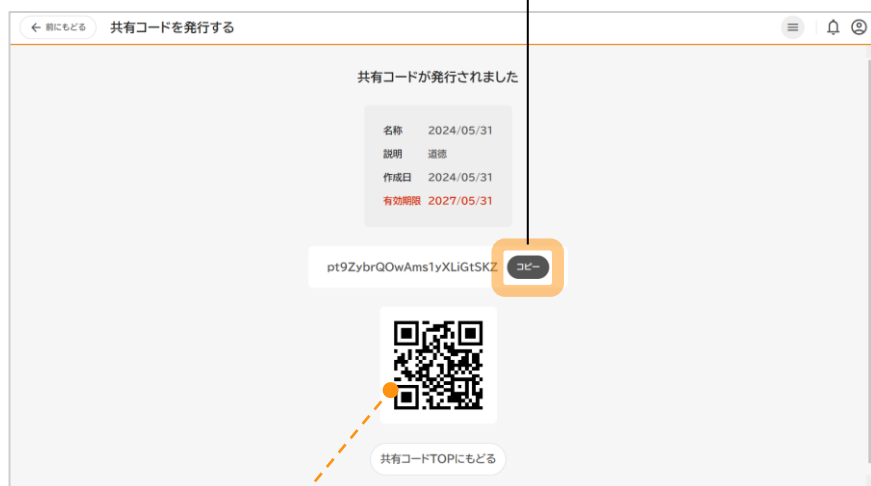 ← 前にもどる 共有コードを発行する
共有コードが発行されました
名称 2024/05/31
説明 道徳
作成日 2024/05/31
有効期限 2027/05/31
pt9ZybrQOwAms1yXLiGtSKZ コピー
共有コードTOPにもどる